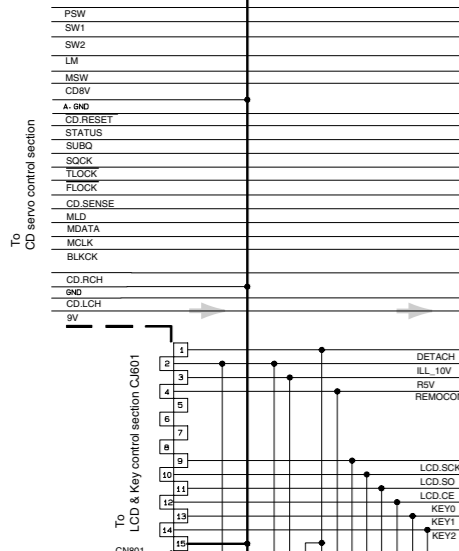 PSW
SW1
SW2
LM
MSW
CD8V
A- GND
CD.RESET
STATUS
SUBQ
SQCK
TLOCK
FLOCK
CD.SENSE
MLD
MDATA
MCLK
BLKCK
CD.RCH
GND
CD.LCH
9V
To
CD servo control section
1
2
3
4
5
6
7
8
9
10
11
12
13
14
15
To
LCD & Key control section CJ601
DETACH
ILL_10V
R5V
REMOCON
LCD.SCK
LCD.SO
LCD.CE
KEY0
KEY1
KEY2
CN801